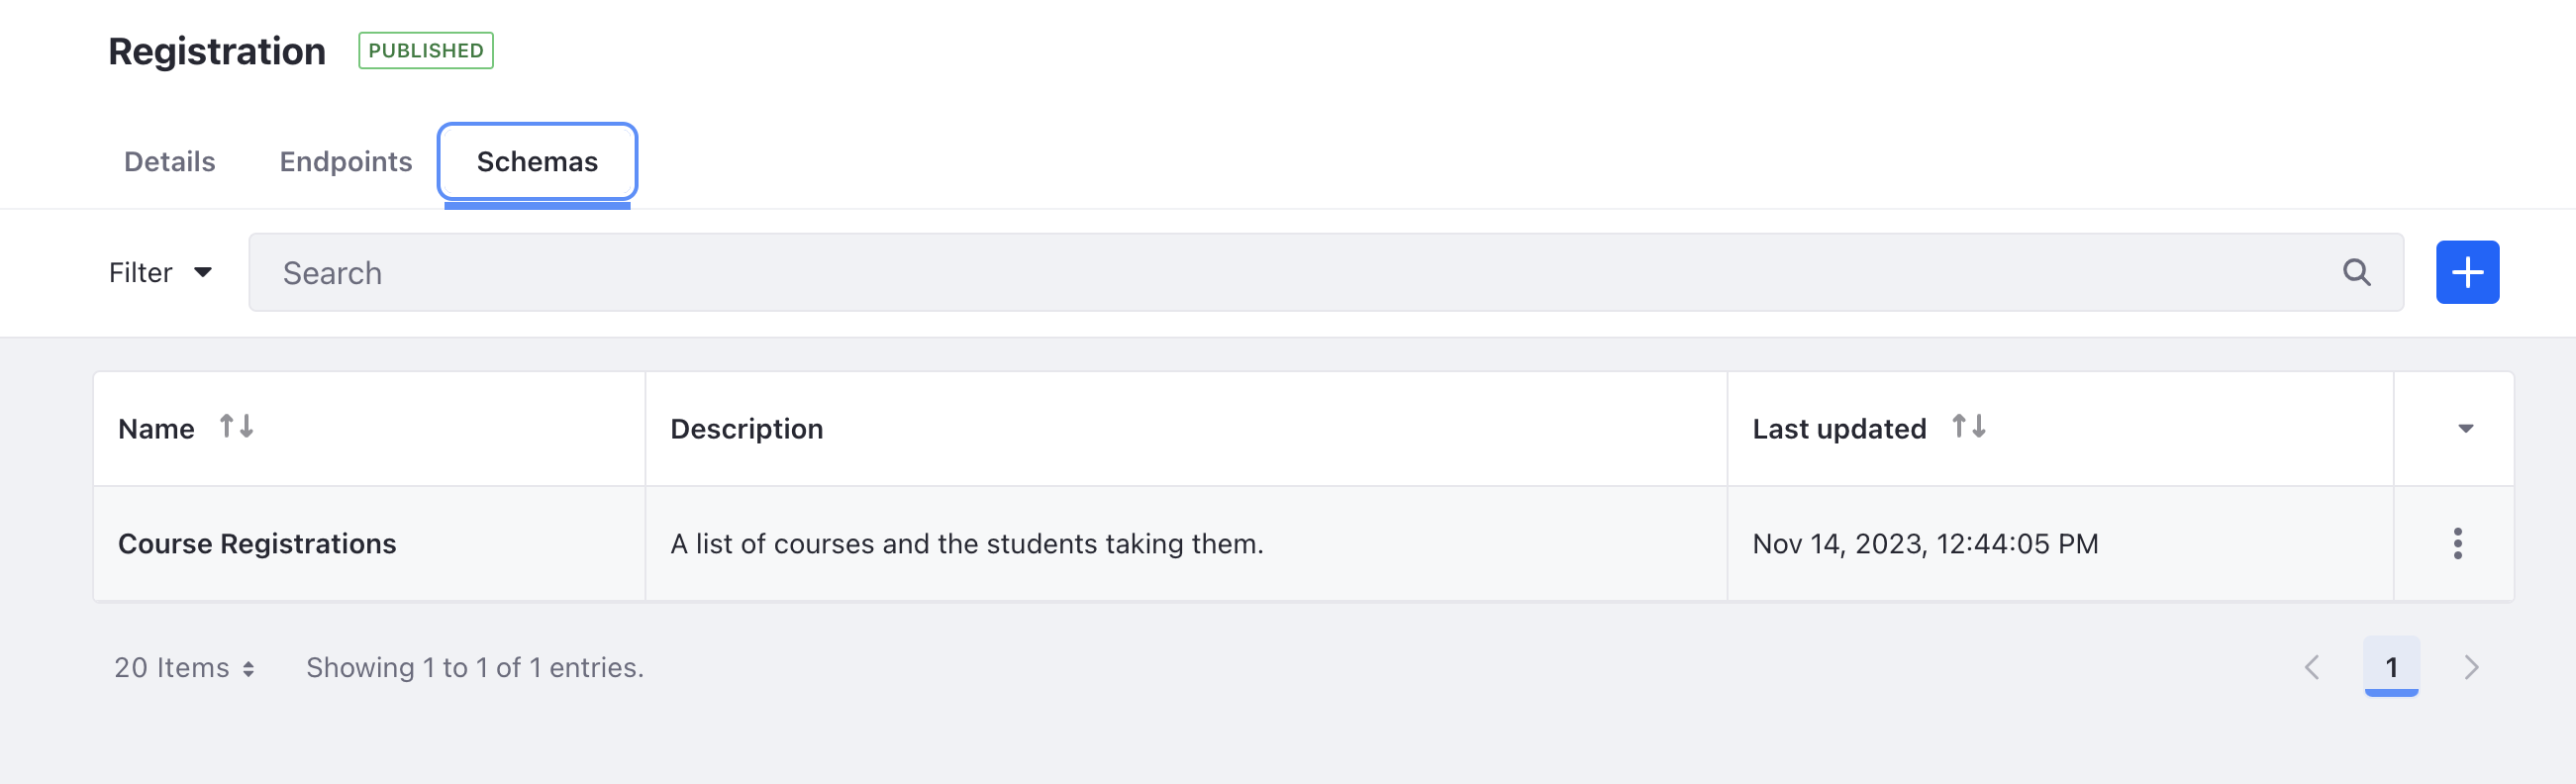 Registration PUBLISHED
Details Endpoints Schemas
Filter Search
Name Description Last updated
Course Registrations A list of courses and the students taking them. Nov 14, 2023, 12:44:05 PM
20 Items Showing 1 to 1 of 1 entries. 1